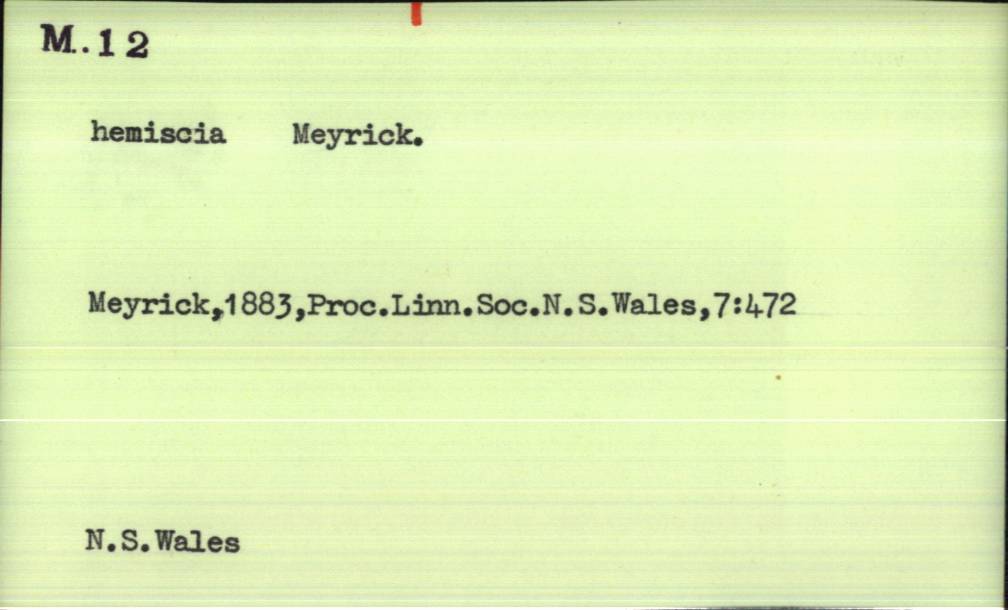 M.12
hemiscia Meyrick.
Meyrick,1883,Proc.Linn.Soc.N.S.Wales,7:472
N.S.Wales